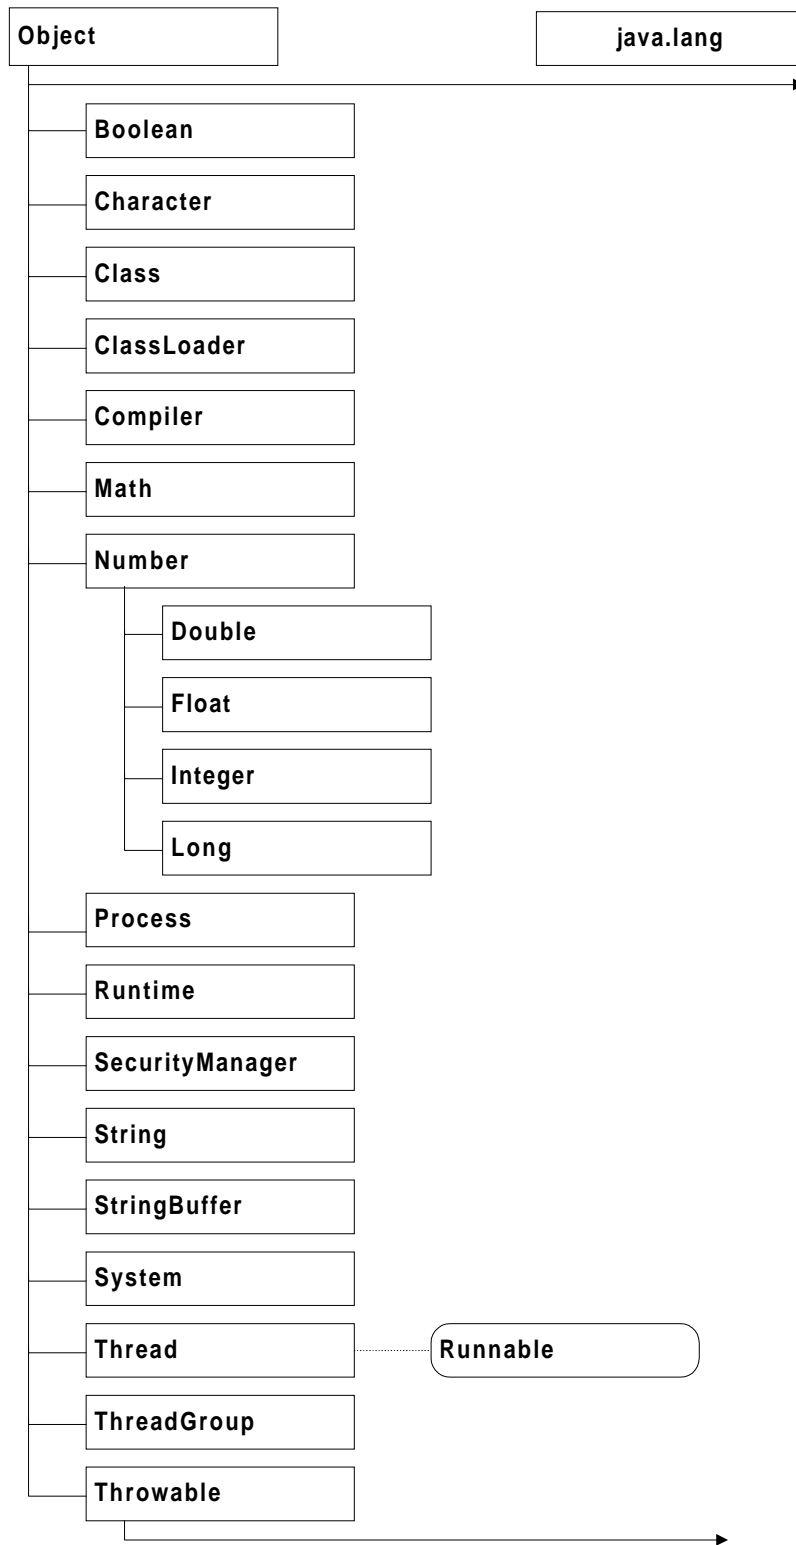 Object
java.lang
Boolean
Character
Class
ClassLoader
Compiler
Math
Number
Double
Float
Integer
Long
Process
Runtime
SecurityManager
String
StringBuffer
System
Thread
Runnable
ThreadGroup
Throwable